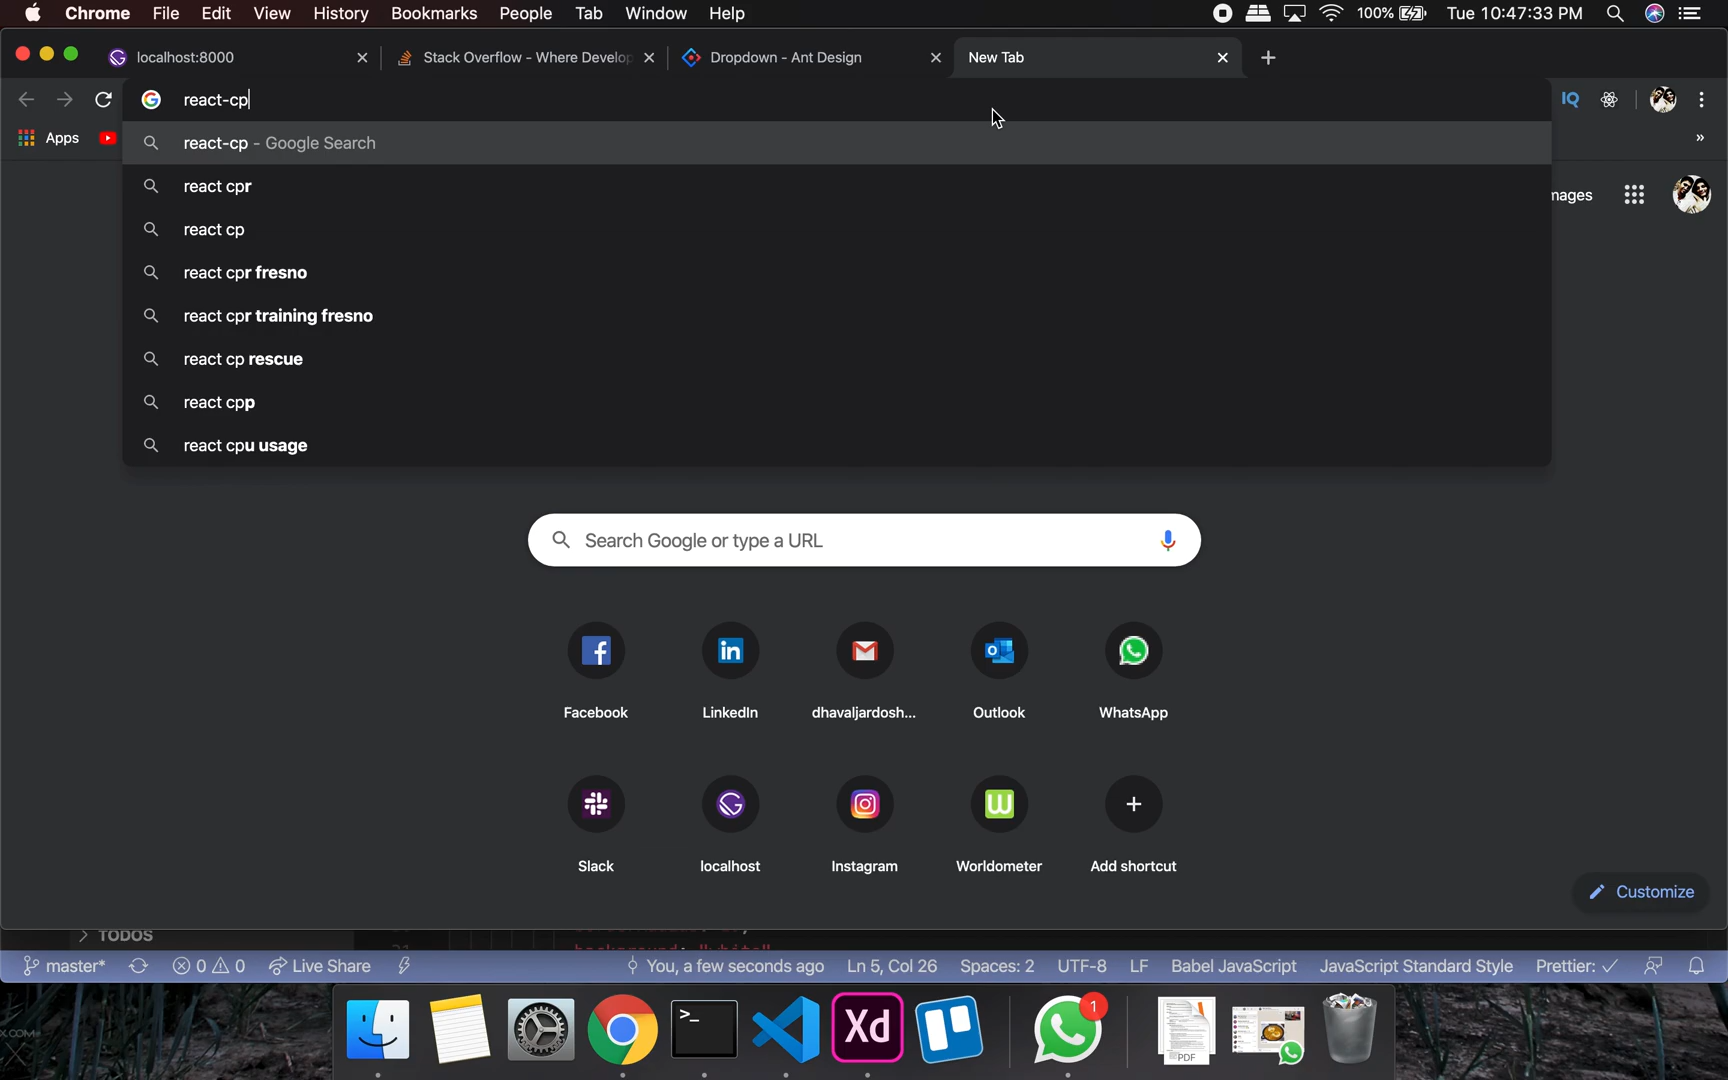 Chrome File Edit View History Bookmarks People Tab Window Help 100% Tue 10:47:33 PM
localhost:8000 Stack Overflow - Where Develop Dropdown - Ant Design New Tab
react-cp IQ
Apps
react-cp - Google Search
react cpr
mages
react cp
react cpr fresno
react cpr training fresno
react cp rescue
react cpp
react cpu usage
Search Google or type a URL
Facebook LinkedIn dhavaljardosh... Outlook WhatsApp
Slack localhost Instagram Worldometer Add shortcut
Customize
TODOS
master* 0 0 Live Share You, a few seconds ago Ln 5, Col 26 Spaces: 2 UTF-8 LF Babel JavaScript JavaScript Standard Style Prettier: ✓
>_ Xd 1 PDF